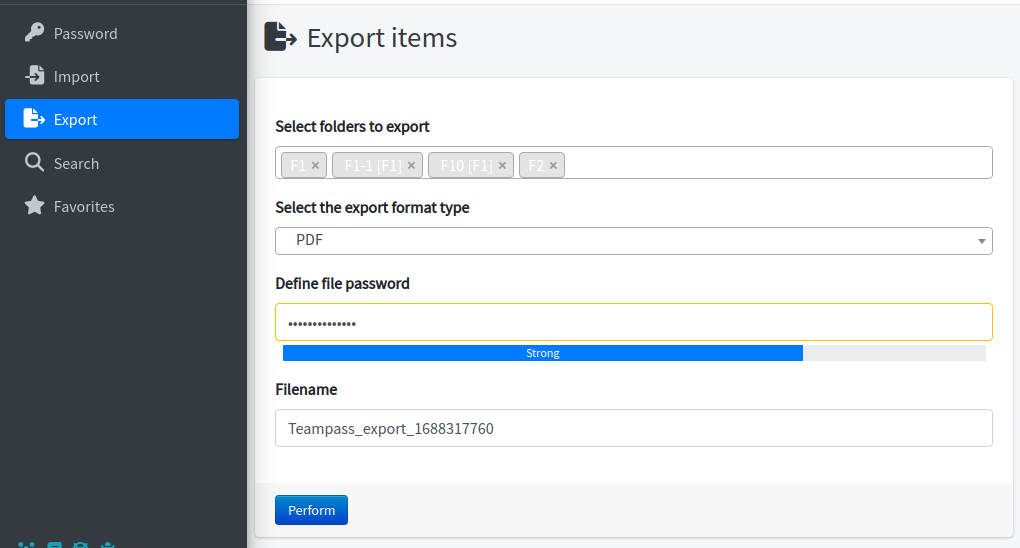 Password
Import
Export
Search
Favorites
Export items
Select folders to export
F1 × F1-1 [F1] × F10 [F1] × F2 ×
Select the export format type
PDF
Define file password
••••••••••••••
Strong
Filename
Teampass_export_1688317760
Perform